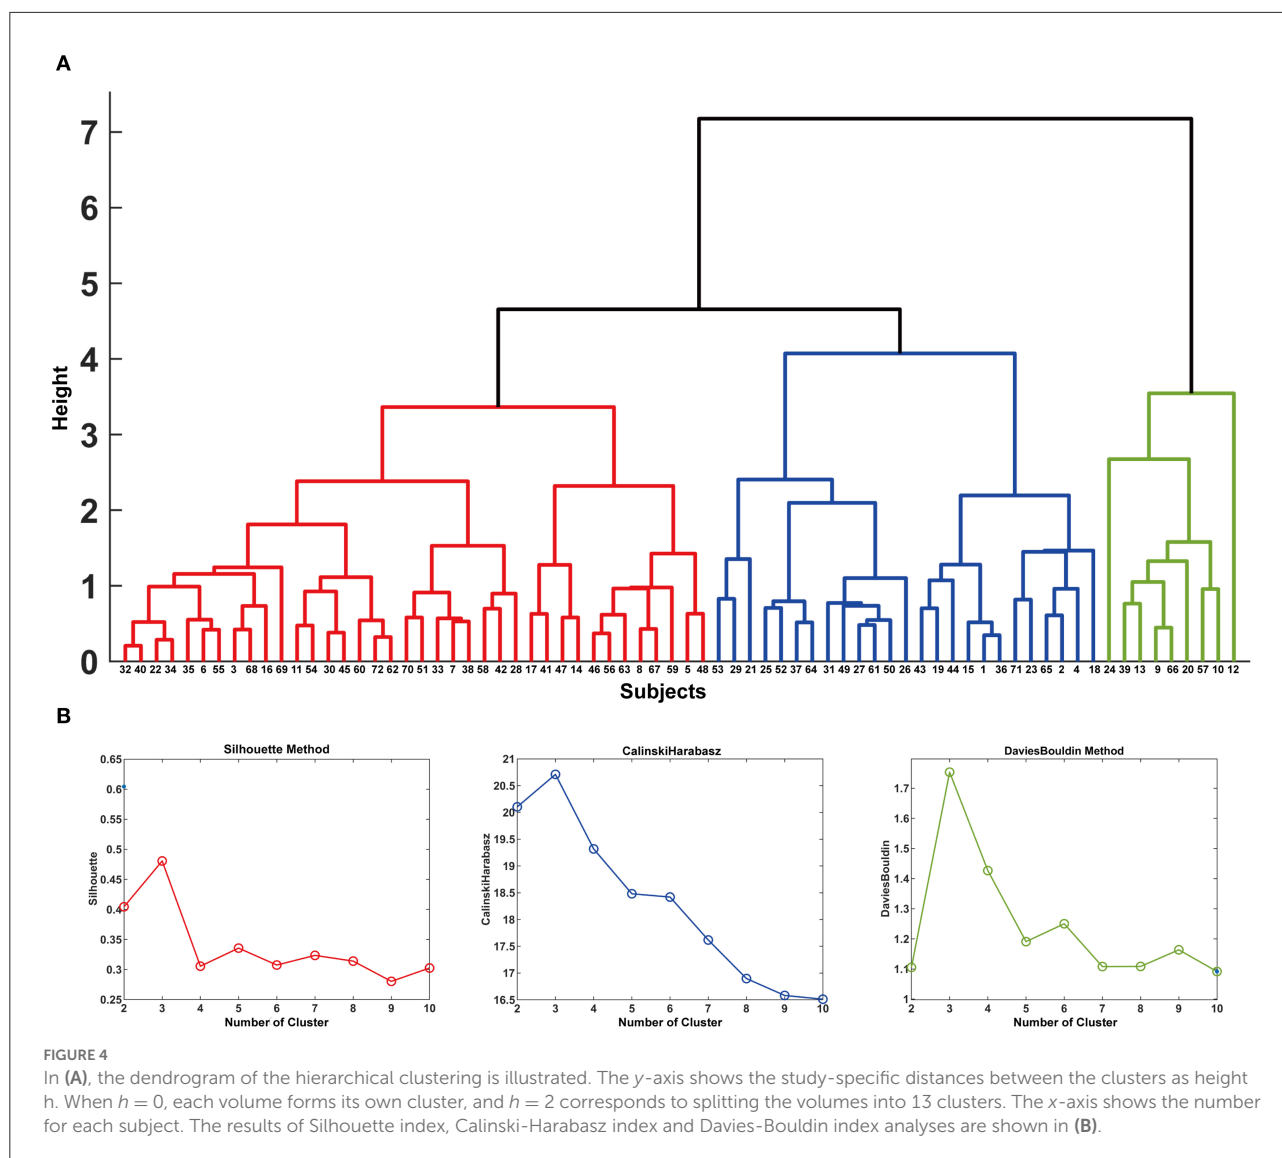 A
7
6
5
4
3
2
1
0
Height
32 40 22 34 35 6 55 3 68 16 69 11 54 30 45 60 72 62 70 51 33 7 38 58 42 28 17 41 47 14 46 56 63 8 67 59 5 48 53 29 21 25 52 37 64 31 49 27 61 50 26 43 19 44 15 1 36 71 23 65 2 4 18 24 39 13 9 66 20 57 10 12
Subjects
B
Silhouette Method
0.65
0.6
0.55
0.5
0.45
0.4
0.35
0.3
0.25
Silhouette
2 3 4 5 6 7 8 9 10
Number of Cluster
CalinskiHarabasz
21
20.5
20
19.5
19
18.5
18
17.5
17
16.5
CalinskiHarabasz
2 3 4 5 6 7 8 9 10
Number of Cluster
DaviesBouldin Method
1.7
1.6
1.5
1.4
1.3
1.2
1.1
1
DaviesBouldin
2 3 4 5 6 7 8 9 10
Number of Cluster
FIGURE 4
In (A), the dendrogram of the hierarchical clustering is illustrated. The y-axis shows the study-specific distances between the clusters as height
h. When h = 0, each volume forms its own cluster, and h = 2 corresponds to splitting the volumes into 13 clusters. The x-axis shows the number
for each subject. The results of Silhouette index, Calinski-Harabasz index and Davies-Bouldin index analyses are shown in (B).